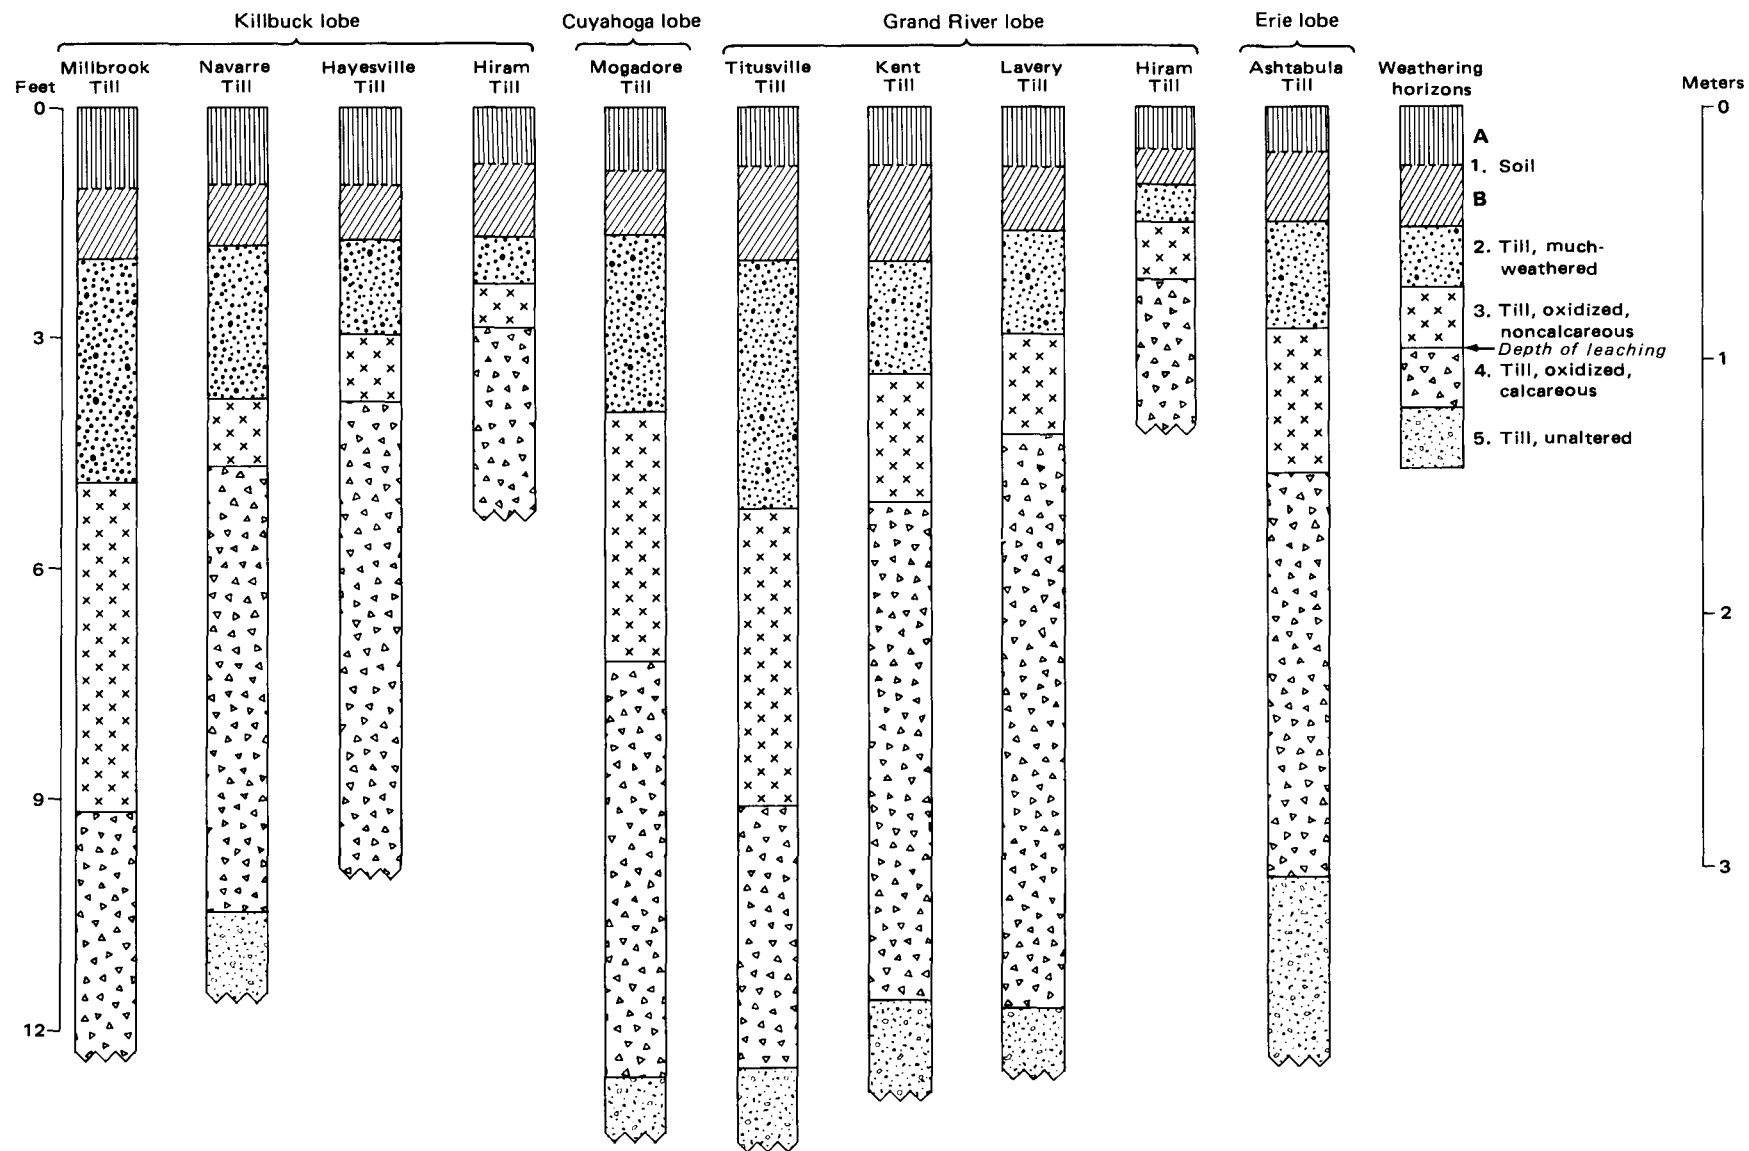 Killbuck lobe
Cuyahoga lobe
Grand River lobe
Erie lobe
Feet
Millbrook
Till
Navarre
Till
Hayesville
Till
Hiram
Till
Mogadore
Till
Titusville
Till
Kent
Till
Lavery
Till
Hiram
Till
Ashtabula
Till
Weathering
horizons
Meters
0
3
6
9
12
A
1. Soil
B
2. Till, much-
weathered
3. Till, oxidized,
noncalcareous
Depth of leaching
4. Till, oxidized,
calcareous
5. Till, unaltered
0
1
2
3